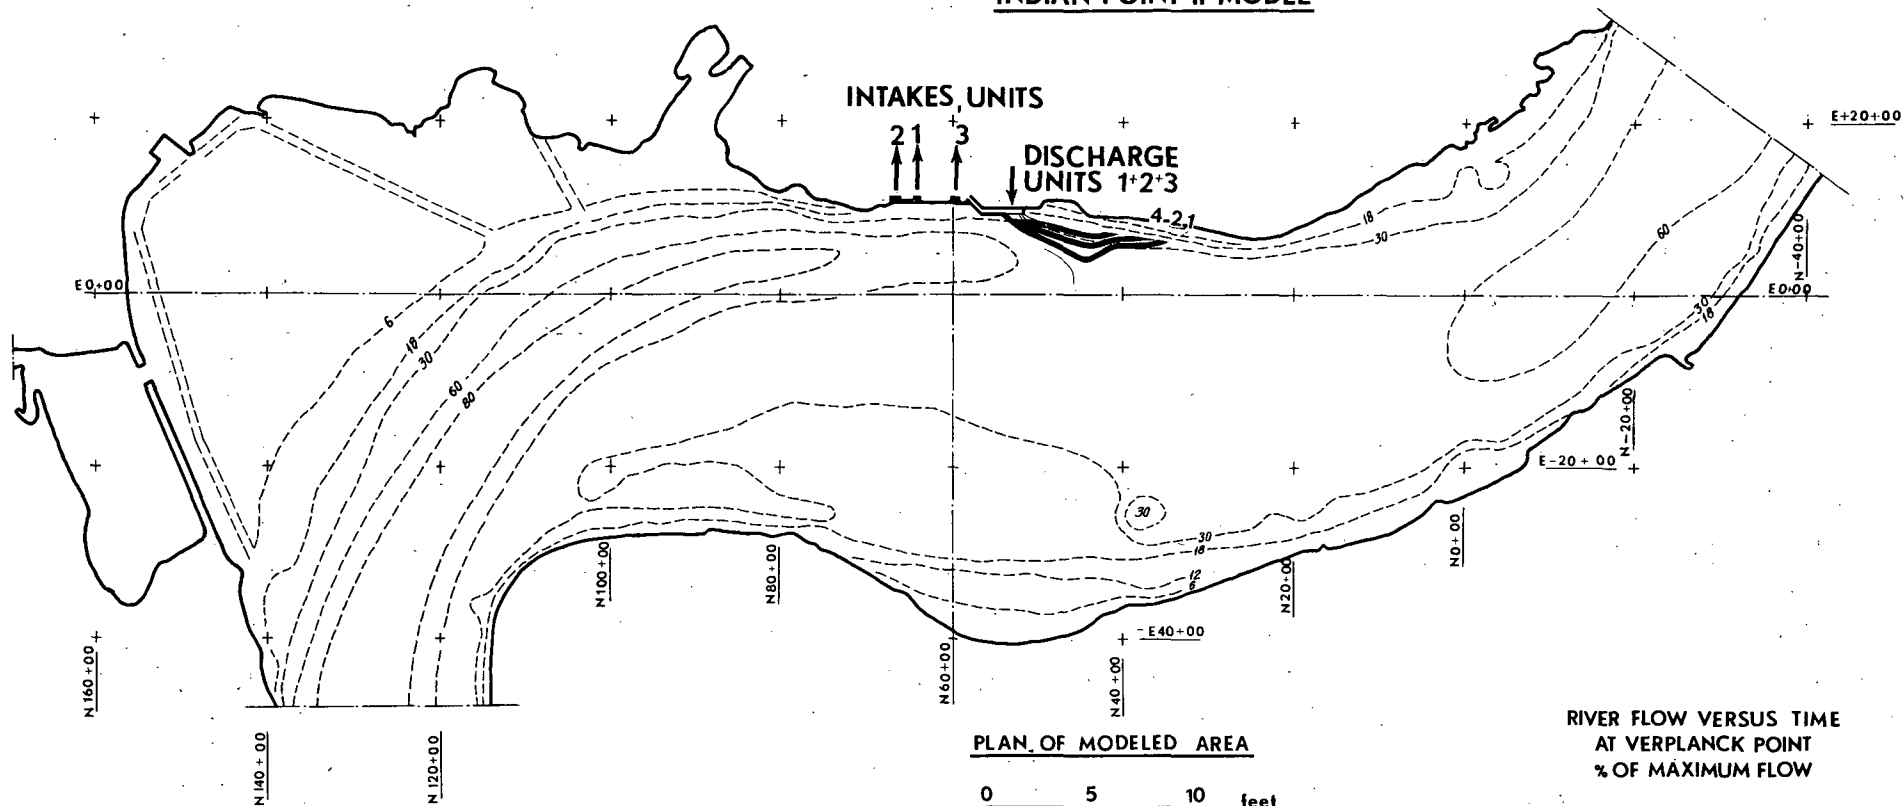 INDIAN POINT II MODEL
INTAKES, UNITS
2 1 3
DISCHARGE
UNITS 1+2+3
4-2,1
E+20+00
E0+00
E0+00
6
18
30
60
80
18
30
60
30
18
N-40+00
N-20+00
E-20+00
30
30
18
12
6
N0+00
N20+00
N100+00
N80+00
-E40+00
N60+00
N40+00
N160+00
N140+00
N120+00
PLAN OF MODELED AREA
0 5 10 feet
RIVER FLOW VERSUS TIME
AT VERPLANCK POINT
% OF MAXIMUM FLOW